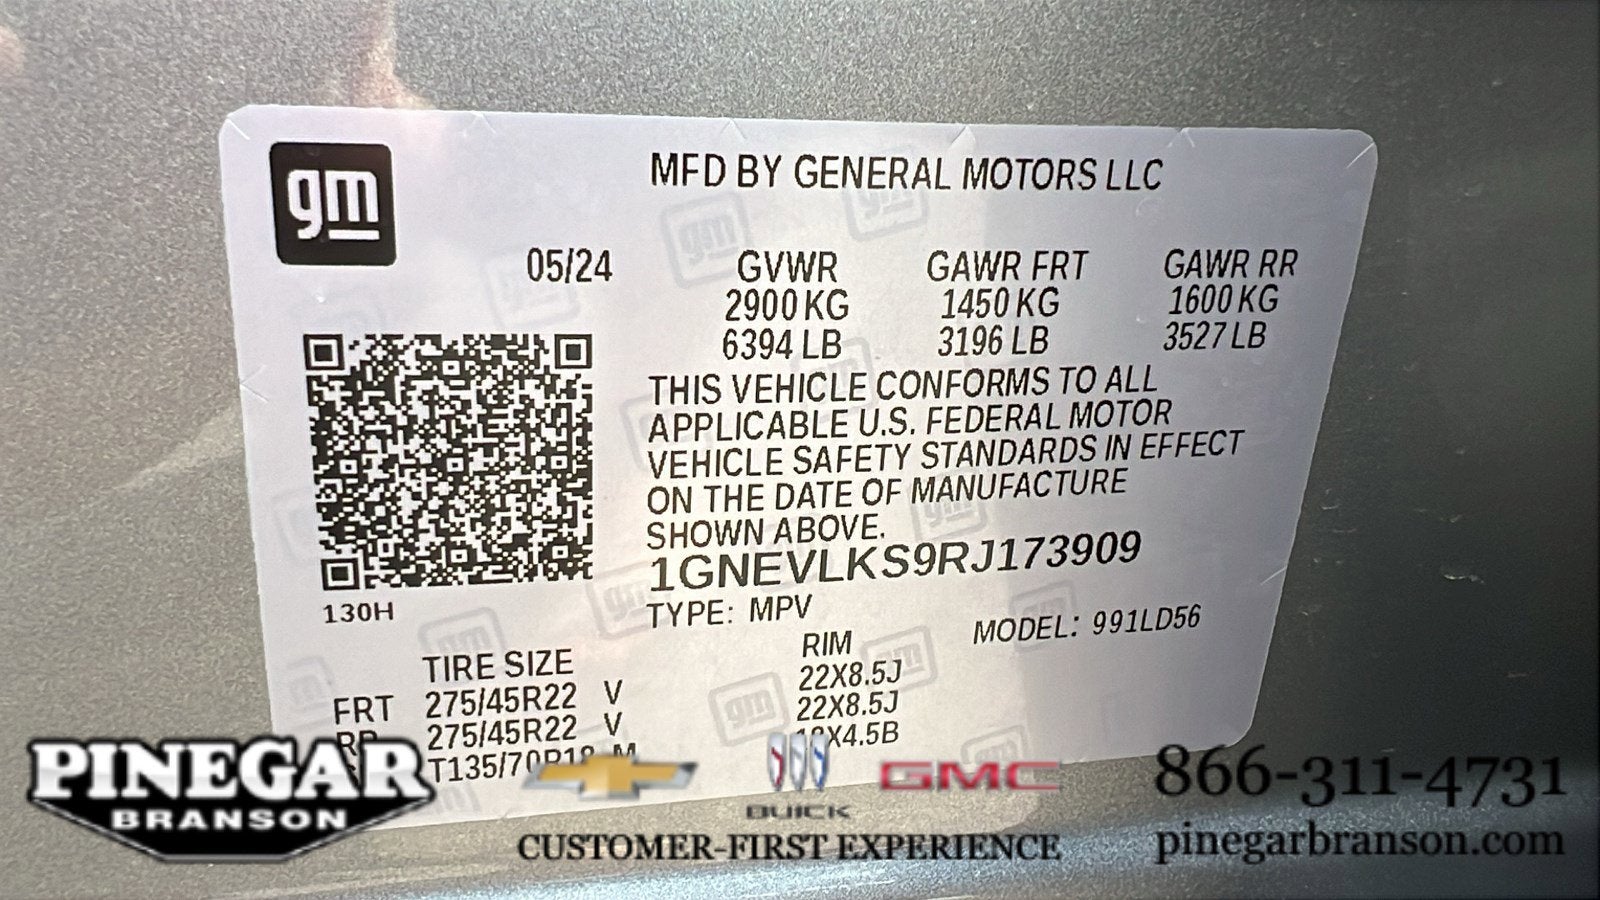 gm
MFD BY GENERAL MOTORS LLC
05/24 GVWR GAWR FRT GAWR RR
2900 KG 1450 KG 1600 KG
6394 LB 3196 LB 3527 LB
THIS VEHICLE CONFORMS TO ALL
APPLICABLE U.S. FEDERAL MOTOR
VEHICLE SAFETY STANDARDS IN EFFECT
ON THE DATE OF MANUFACTURE
SHOWN ABOVE.
1GNEVLKS9RJ173909
130H
TYPE: MPV MODEL: 991LD56
TIRE SIZE RIM
FRT 275/45R22 V 22X8.5J
RR 275/45R22 V 22X8.5J
T135/70R18 M
PINEGAR
BRANSON
BUICK
GMC
CUSTOMER-FIRST EXPERIENCE
866-311-4731
pinegarbranson.com